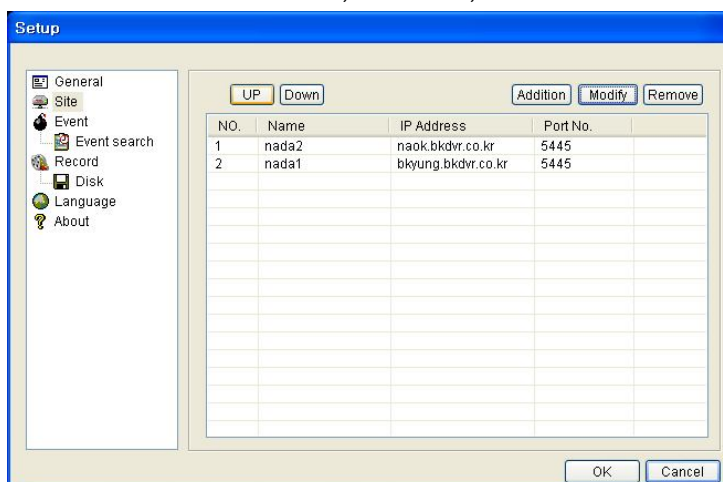 Setup
General
Site
Event
Event search
Record
Disk
Language
About
UP Down Addition Modify Remove
NO. Name IP Address Port No.
1 nada2 naok.bkdvr.co.kr 5445
2 nada1 bkyung.bkdvr.co.kr 5445
OK Cancel